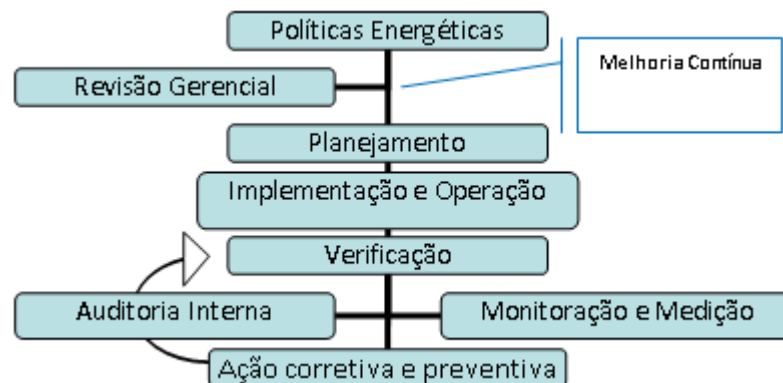 Políticas Energéticas
Melhoria Contínua
Revisão Gerencial
Planejamento
Implementação e Operação
Verificação
Auditoria Interna
Monitoração e Medição
Ação corretiva e preventiva